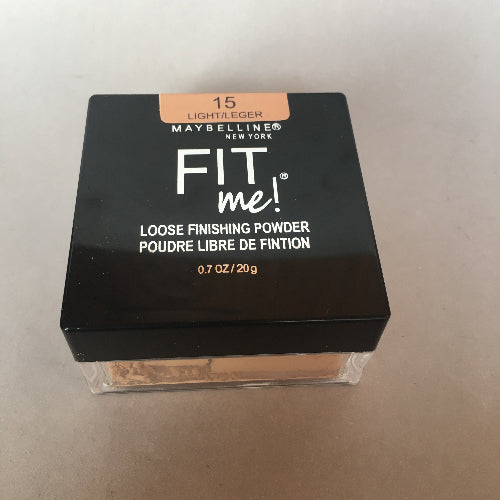 15
LIGHT/LEGER
MAYBELLINE®
NEW YORK
FIT
me!®
LOOSE FINISHING POWDER
POUDRE LIBRE DE FINTION
0.7 OZ/20g